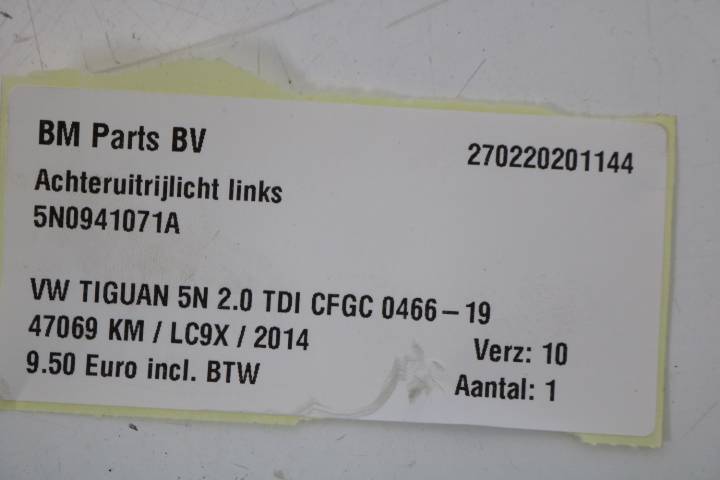 BM Parts BV
270220201144
Achteruitrijlicht links
5N0941071A
VW TIGUAN 5N 2.0 TDI CFGC 0466-19
47069 KM / LC9X / 2014
Verz: 10
9.50 Euro incl. BTW
Aantal: 1